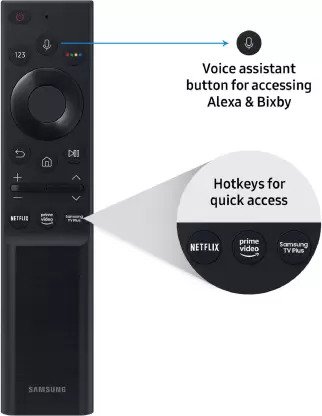 Voice assistant
button for accessing
Alexa & Bixby
123
Hotkeys for
quick access
NETFLIX
prime
video
Samsung
TV Plus
NETFLIX
prime
video
Samsung
TV Plus
SAMSUNG